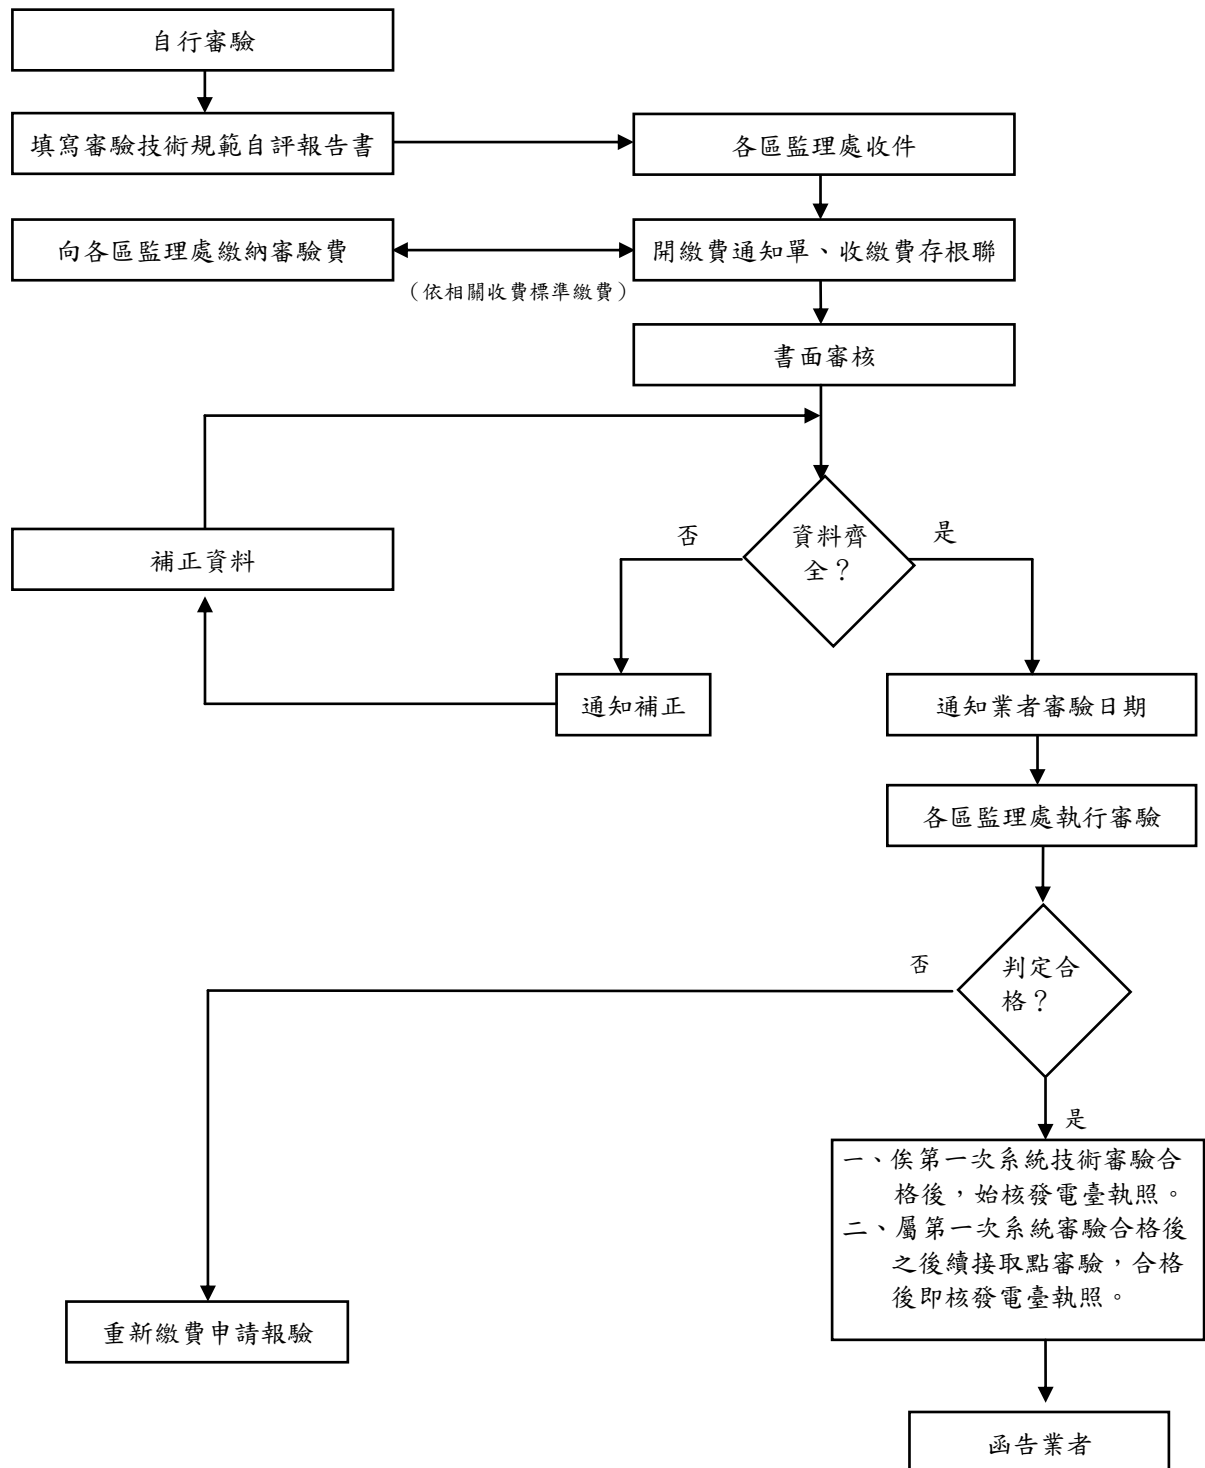 自行審驗
填寫審驗技術規範自評報告書
各區監理處收件
向各區監理處繳納審驗費
開繳費通知單、收繳費存根聯
（依相關收費標準繳費）
書面審核
補正資料
否
資料齊
全？
是
通知補正
通知業者審驗日期
各區監理處執行審驗
否
判定合
格？
是
一、俟第一次系統技術審驗合
格後，始核發電臺執照。
二、屬第一次系統審驗合格後
之後續接取點審驗，合格
後即核發電臺執照。
重新繳費申請報驗
函告業者